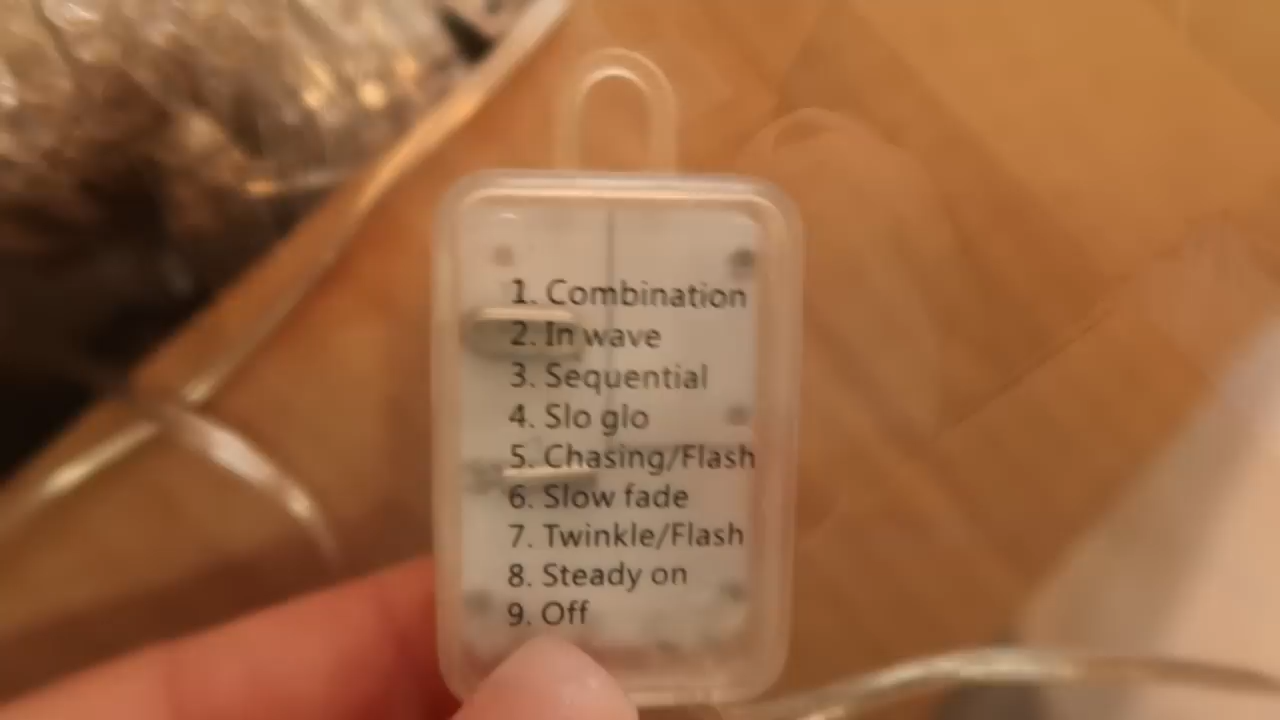 1. Combination
2. In wave
3. Sequential
4. Slo glo
5. Chasing/Flash
6. Slow fade
7. Twinkle/Flash
8. Steady on
9. Off